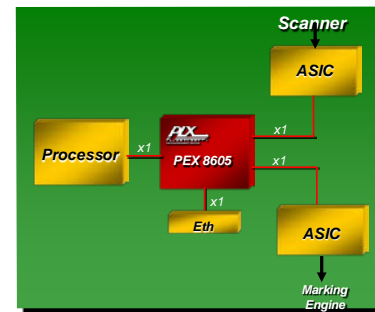 Scanner
ASIC
x1
Processor
x1
PLX
PEX 8605
x1
x1
Eth
ASIC
Marking
Engine